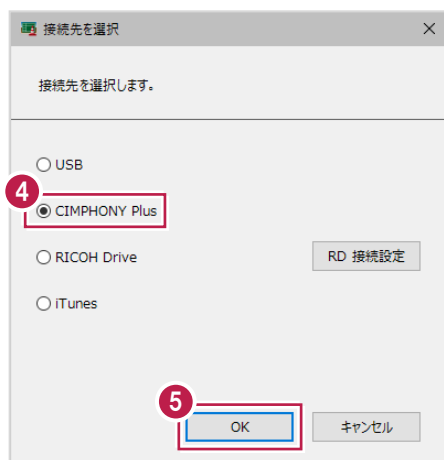 接続先を選択
接続先を選択します。
USB
4
CIMPHONY Plus
RICOH Drive
RD 接続設定
iTunes
5
OK
キャンセル